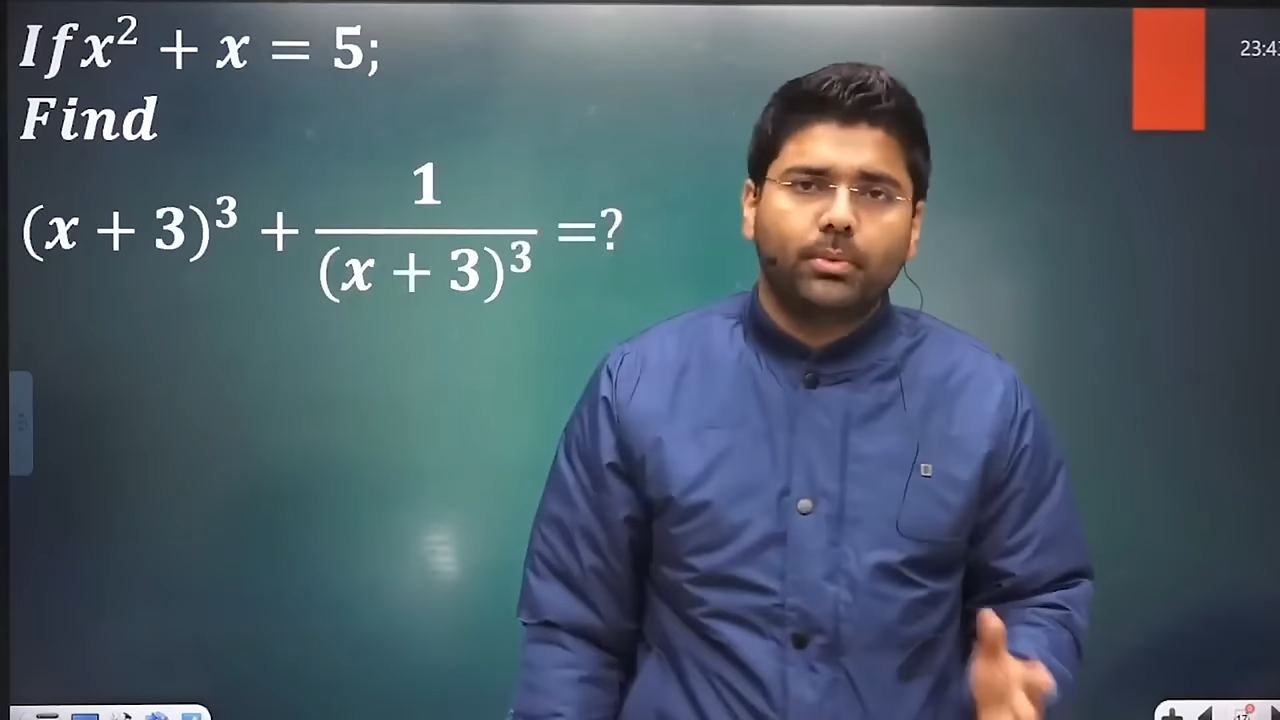 If x² + x = 5;
Find
(x + 3)³ + 1/(x + 3)³ =?
23:43